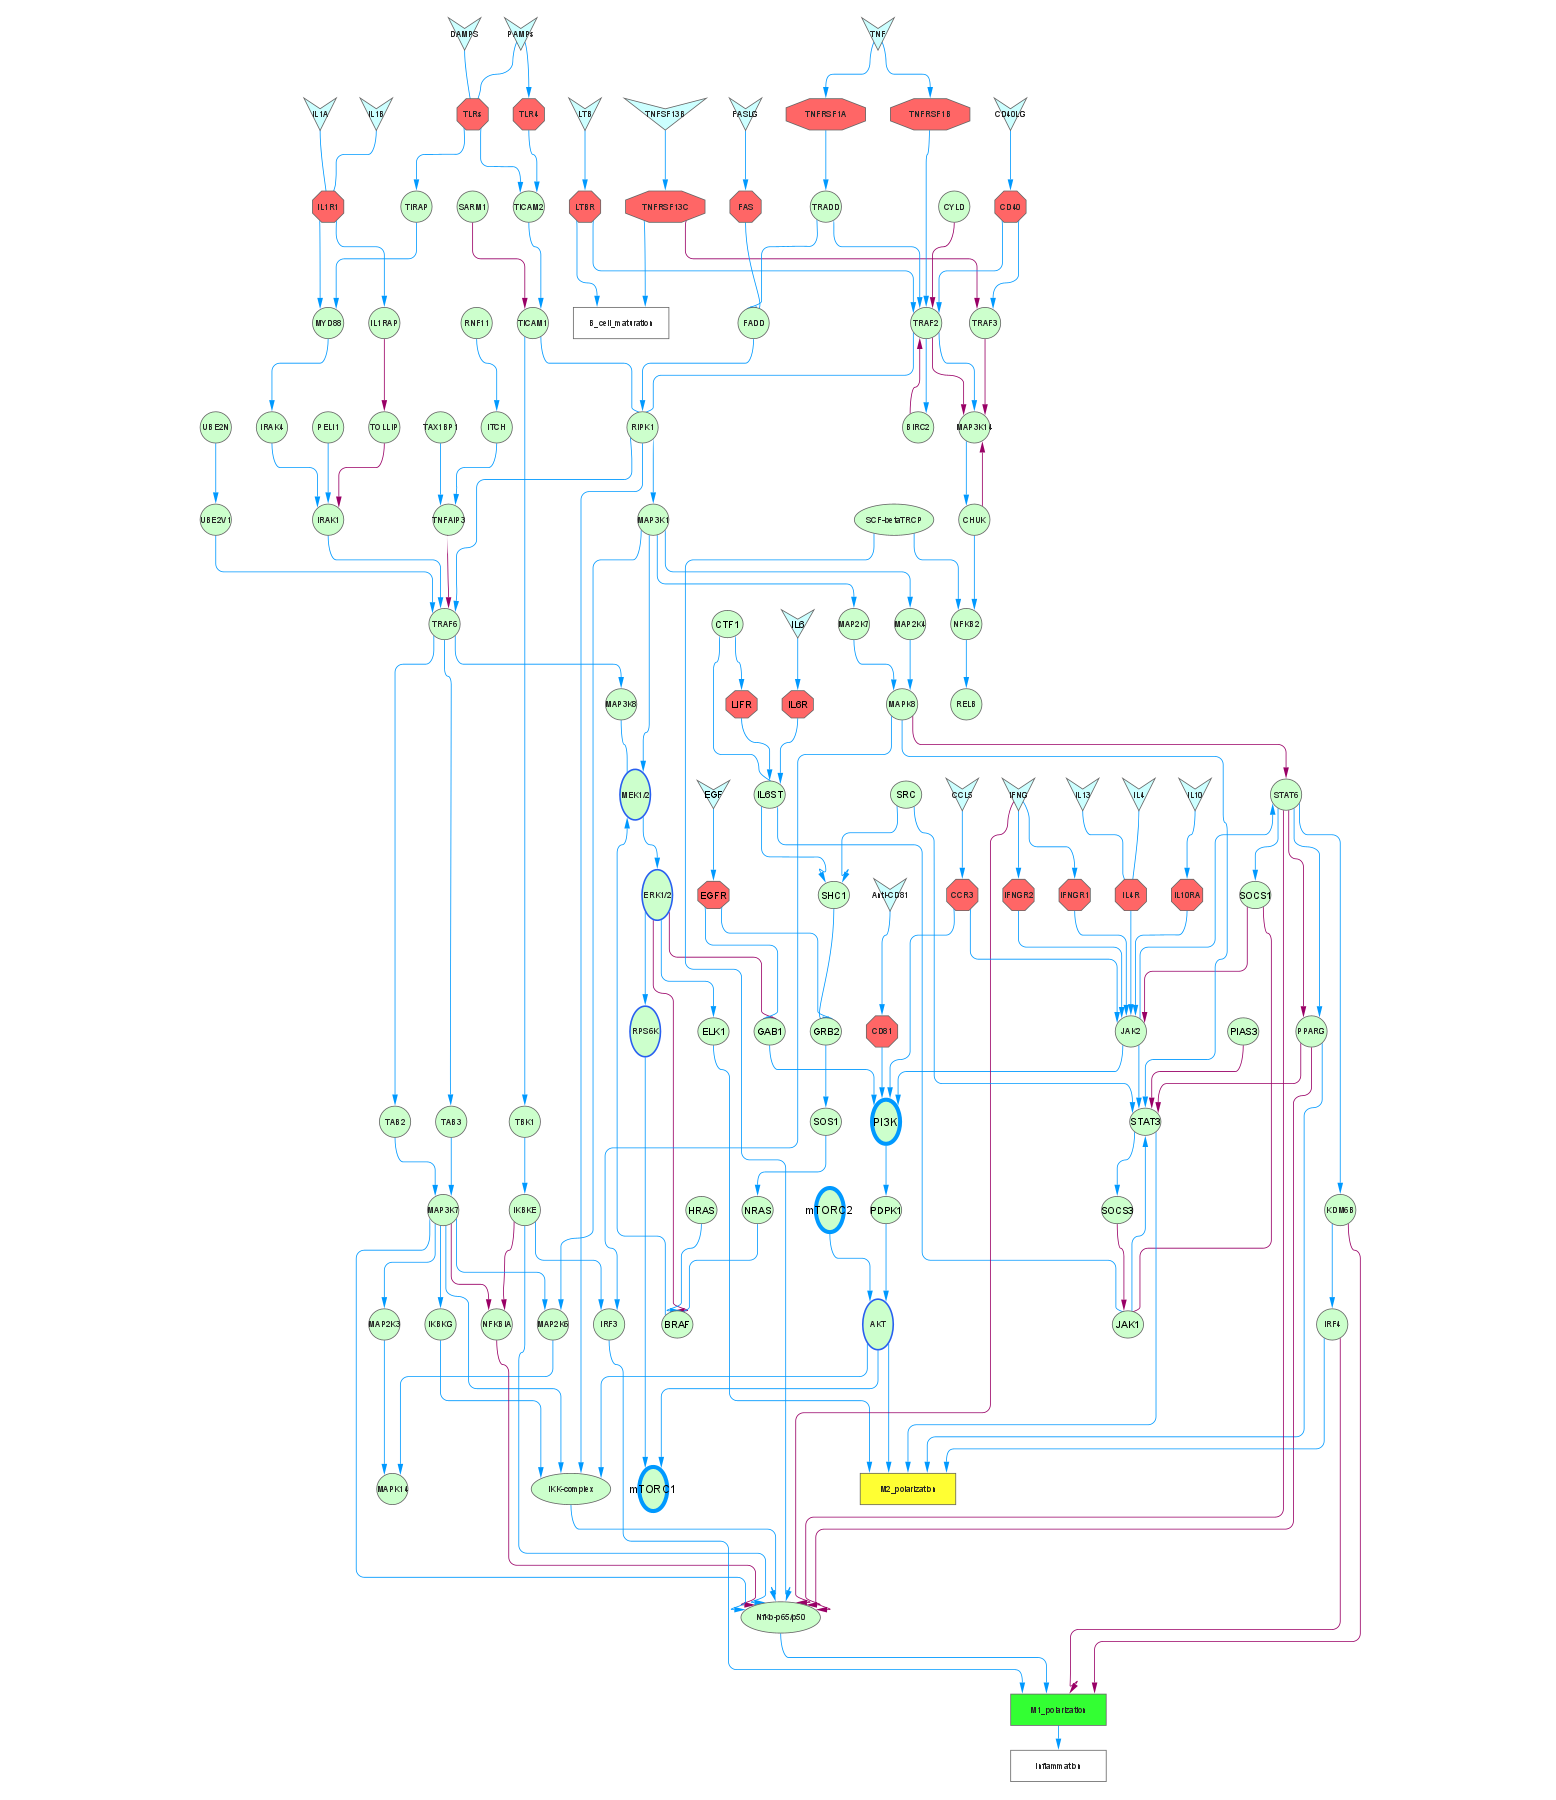 DAMPS
PAMPs
TNF
IL1A
IL1B
TLRs
TLR4
LTB
TNFSF13B
FASLG
TNFRSF1A
TNFRSF1B
CD40LG
IL1R1
TIRAP
SARM1
TICAM2
LTBR
TNFRSF13C
FAS
TRADD
CYLD
CD40
MYD88
IL1RAP
RNF11
TICAM1
B_cell_maturation
FADD
TRAF2
TRAF3
UBE2N
IRAK4
PELI1
TOLLIP
TAX1BP1
ITCH
RIPK1
BIRC2
MAP3K14
UBE2V1
IRAK1
TNFAIP3
MAP3K1
SCF-betaTRCP
CHUK
TRAF6
CTF1
IL6
MAP2K7
MAP2K4
NFKB2
MAP3K8
LIFR
IL6R
MAPK8
RELB
MEK1/2
EGF
IL6ST
SRC
CCL5
IFNG
IL13
IL4
IL10
STAT6
ERK1/2
EGFR
SHC1
Anti-CD81
CCR3
IFNGR2
IFNGR1
IL4R
IL10RA
SOCS1
RPS6K
ELK1
GAB1
GRB2
CD81
JAK2
PIAS3
PPARG
TAB2
TAB3
TBK1
SOS1
PI3K
STAT3
MAP3K7
IKBKE
HRAS
NRAS
mTORC2
PDPK1
SOCS3
KDM6B
MAP2K3
IKBKG
NFKBIA
MAP2K6
IRF3
BRAF
AKT
JAK1
IRF4
MAPK14
IKK-complex
mTORC1
M2_polarization
NfKb-p65/p50
M1_polarization
Inflammation